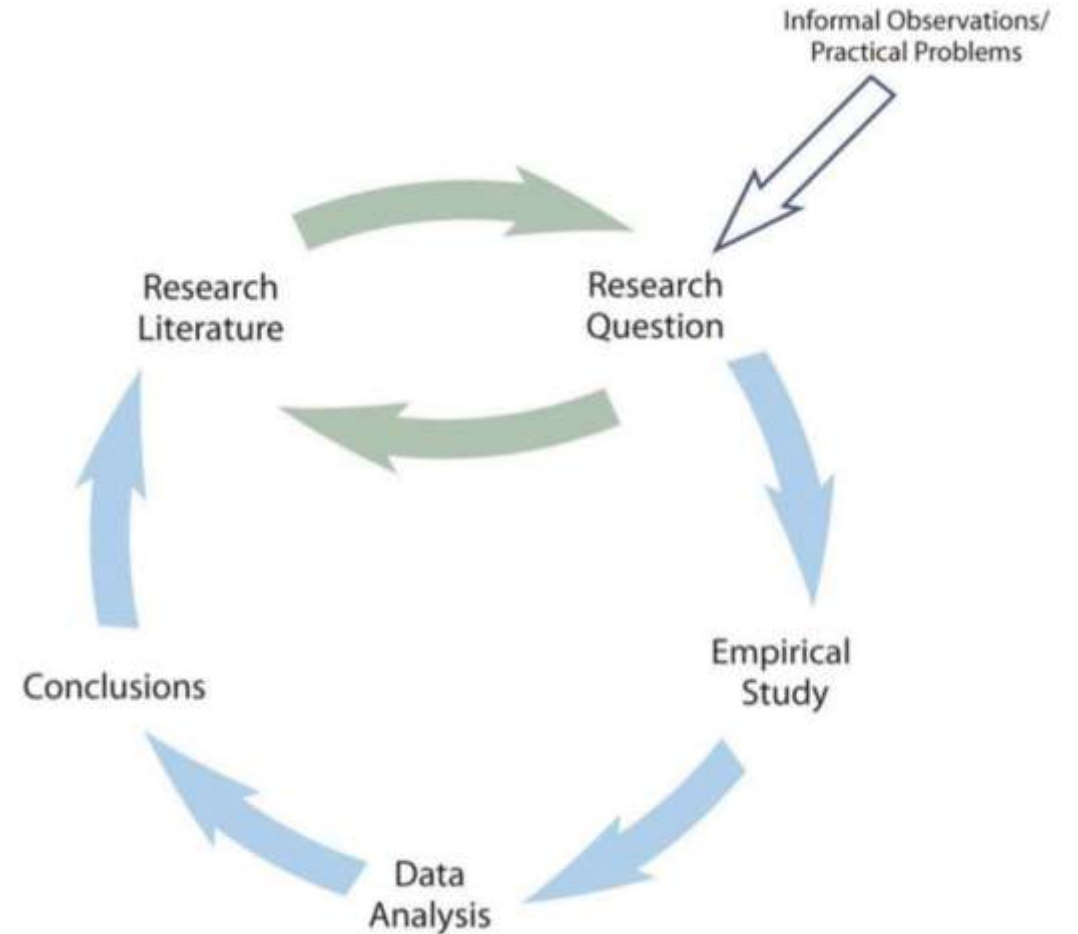 Informal Observations/
Practical Problems
Research
Literature
Research
Question
Empirical
Study
Data
Analysis
Conclusions